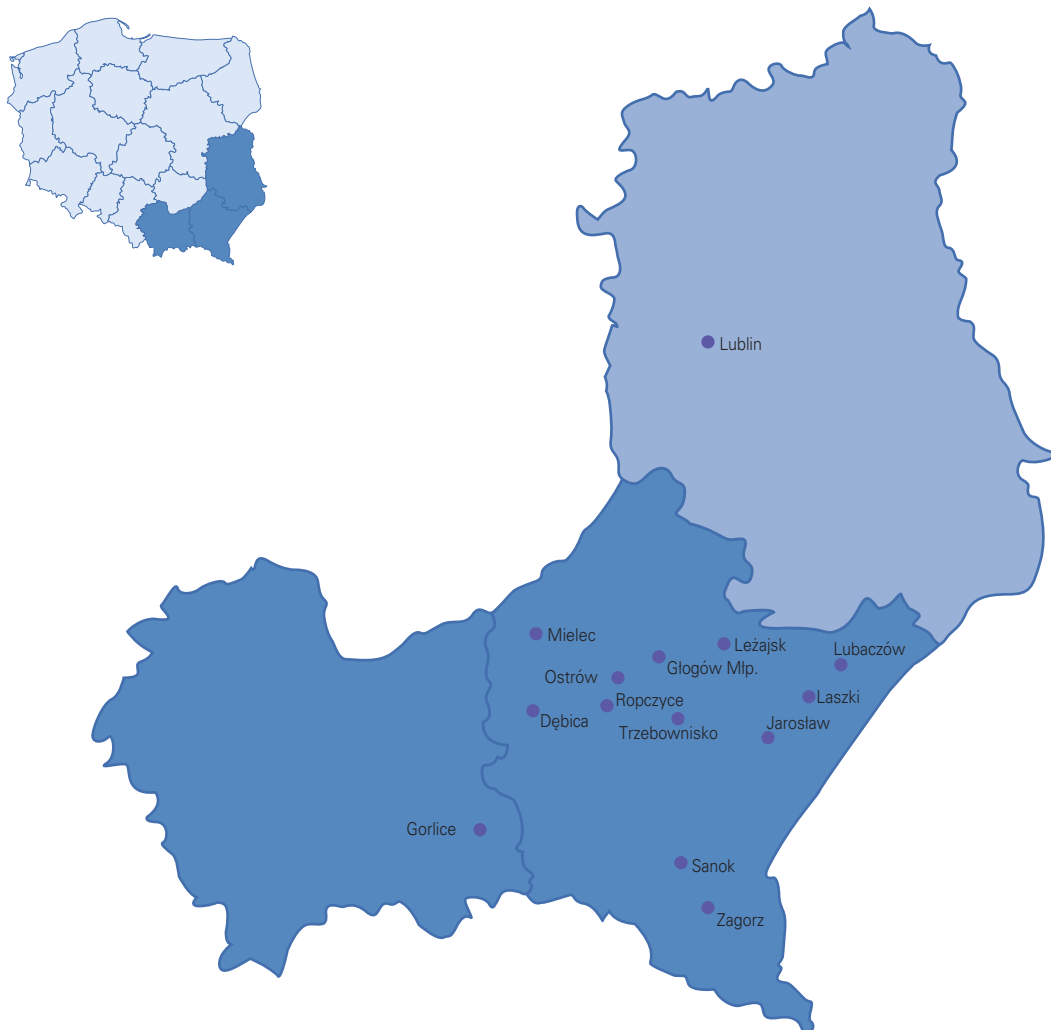 Lublin
Mielec
Leżajsk
Lubaczów
Głogów Młp.
Ostrów
Laszki
Ropczyce
Dębica
Jarosław
Trzebownisko
Gorlice
Sanok
Zagorz